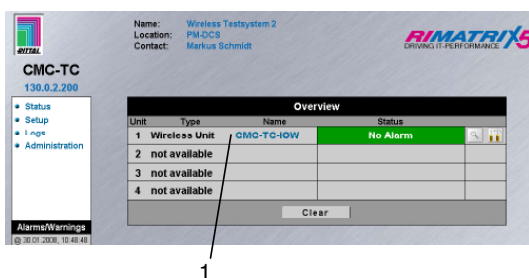 Name: Wireless Testsystem 2
Location: PM-DCS
Contact: Markus Schmidt
RITTAL
RIMATRIX5
DRIVING IT-PERFORMANCE
CMC-TC
130.0.2.200
Status
Setup
Logs
Administration
Overview
Unit Type Name Status
1 Wireless Unit CMC-TC-IOW No Alarm
2 not available
3 not available
4 not available
Clear
Alarms/Warnings
@ 30.01.2008, 10:48:48
1